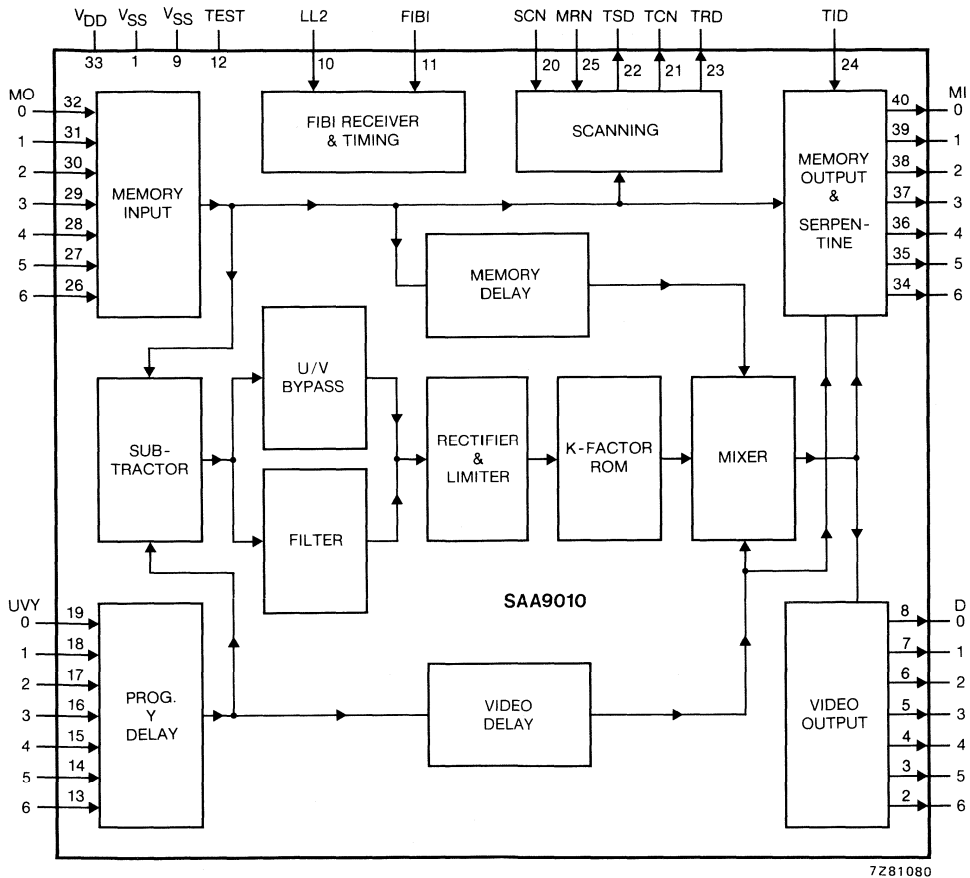 VDD VSS VSS TEST LL2 FIBI SCN MRN TSD TCN TRD TID
33 1 9 12 10 11 20 25 22 21 23 24
MO
0 32
1 31
2 30
3 29
4 28
5 27
6 26
MEMORY
INPUT
FIBI RECEIVER
& TIMING
SCANNING
MEMORY
OUTPUT
&
SERPEN-
TINE
MI
40 0
39 1
38 2
37 3
36 4
35 5
34 6
MEMORY
DELAY
SUB-
TRACTOR
U/V
BYPASS
FILTER
RECTIFIER
&
LIMITER
K-FACTOR
ROM
MIXER
SAA9010
UVY
0 19
1 18
2 17
3 16
4 15
5 14
6 13
PROG.
Y
DELAY
VIDEO
DELAY
VIDEO
OUTPUT
D
8 0
7 1
6 2
5 3
4 4
3 5
2 6
7Z81080